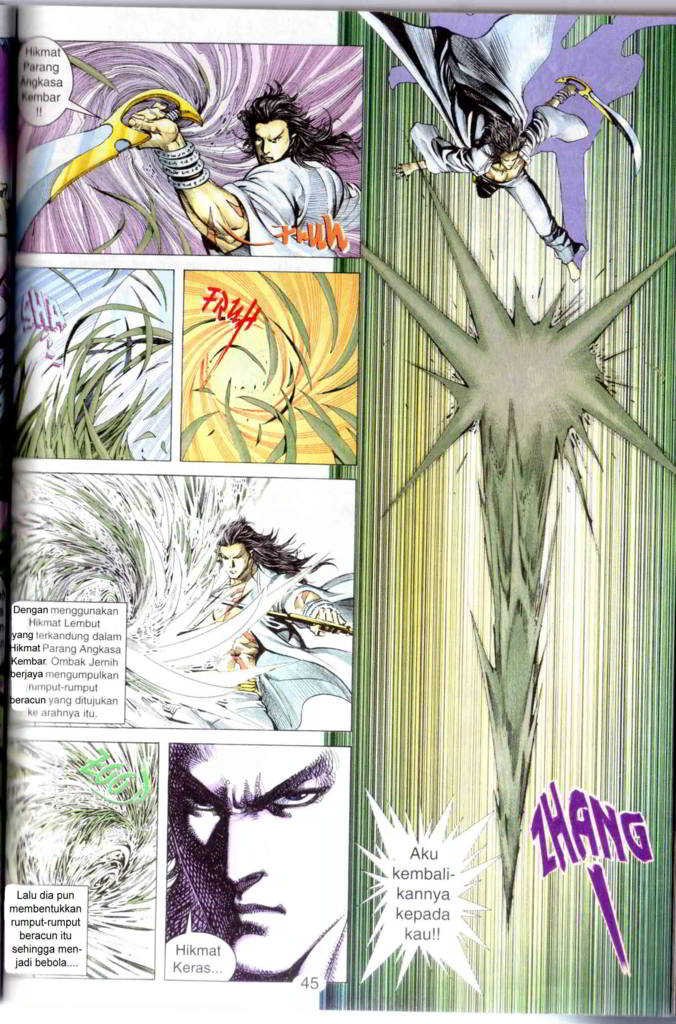 Hikmat
Parang
Angkasa
Kembar
!!
FRUH
SHA
FRUH
Dengan menggunakan
Hikmat Lembut
yang terkandung dalam
Hikmat Parang Angkasa
Kembar. Ombak Jernih
berjaya mengumpulkan
rumput-rumput
beracun yang ditujukan
ke arahnya itu.
Lalu dia pun
membentukkan
rumput-rumput
beracun itu
sehingga men-
jadi bebola....
Hikmat
Keras...
Aku
kembali-
kannya
kepada
kau!!
ZHANG
!
45